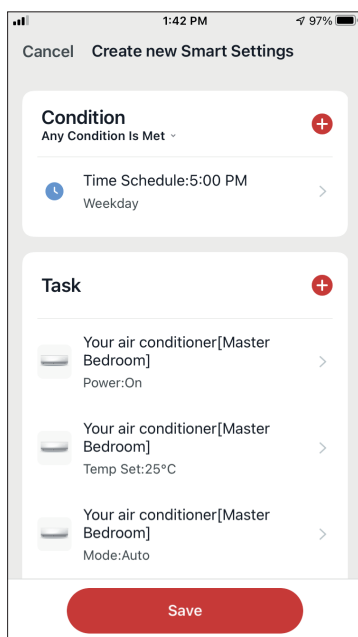 1:42 PM
97%
Cancel Create new Smart Settings
Condition
Any Condition Is Met
Time Schedule:5:00 PM
Weekday
Task
Your air conditioner[Master
Bedroom]
Power:On
Your air conditioner[Master
Bedroom]
Temp Set:25°C
Your air conditioner[Master
Bedroom]
Mode:Auto
Save